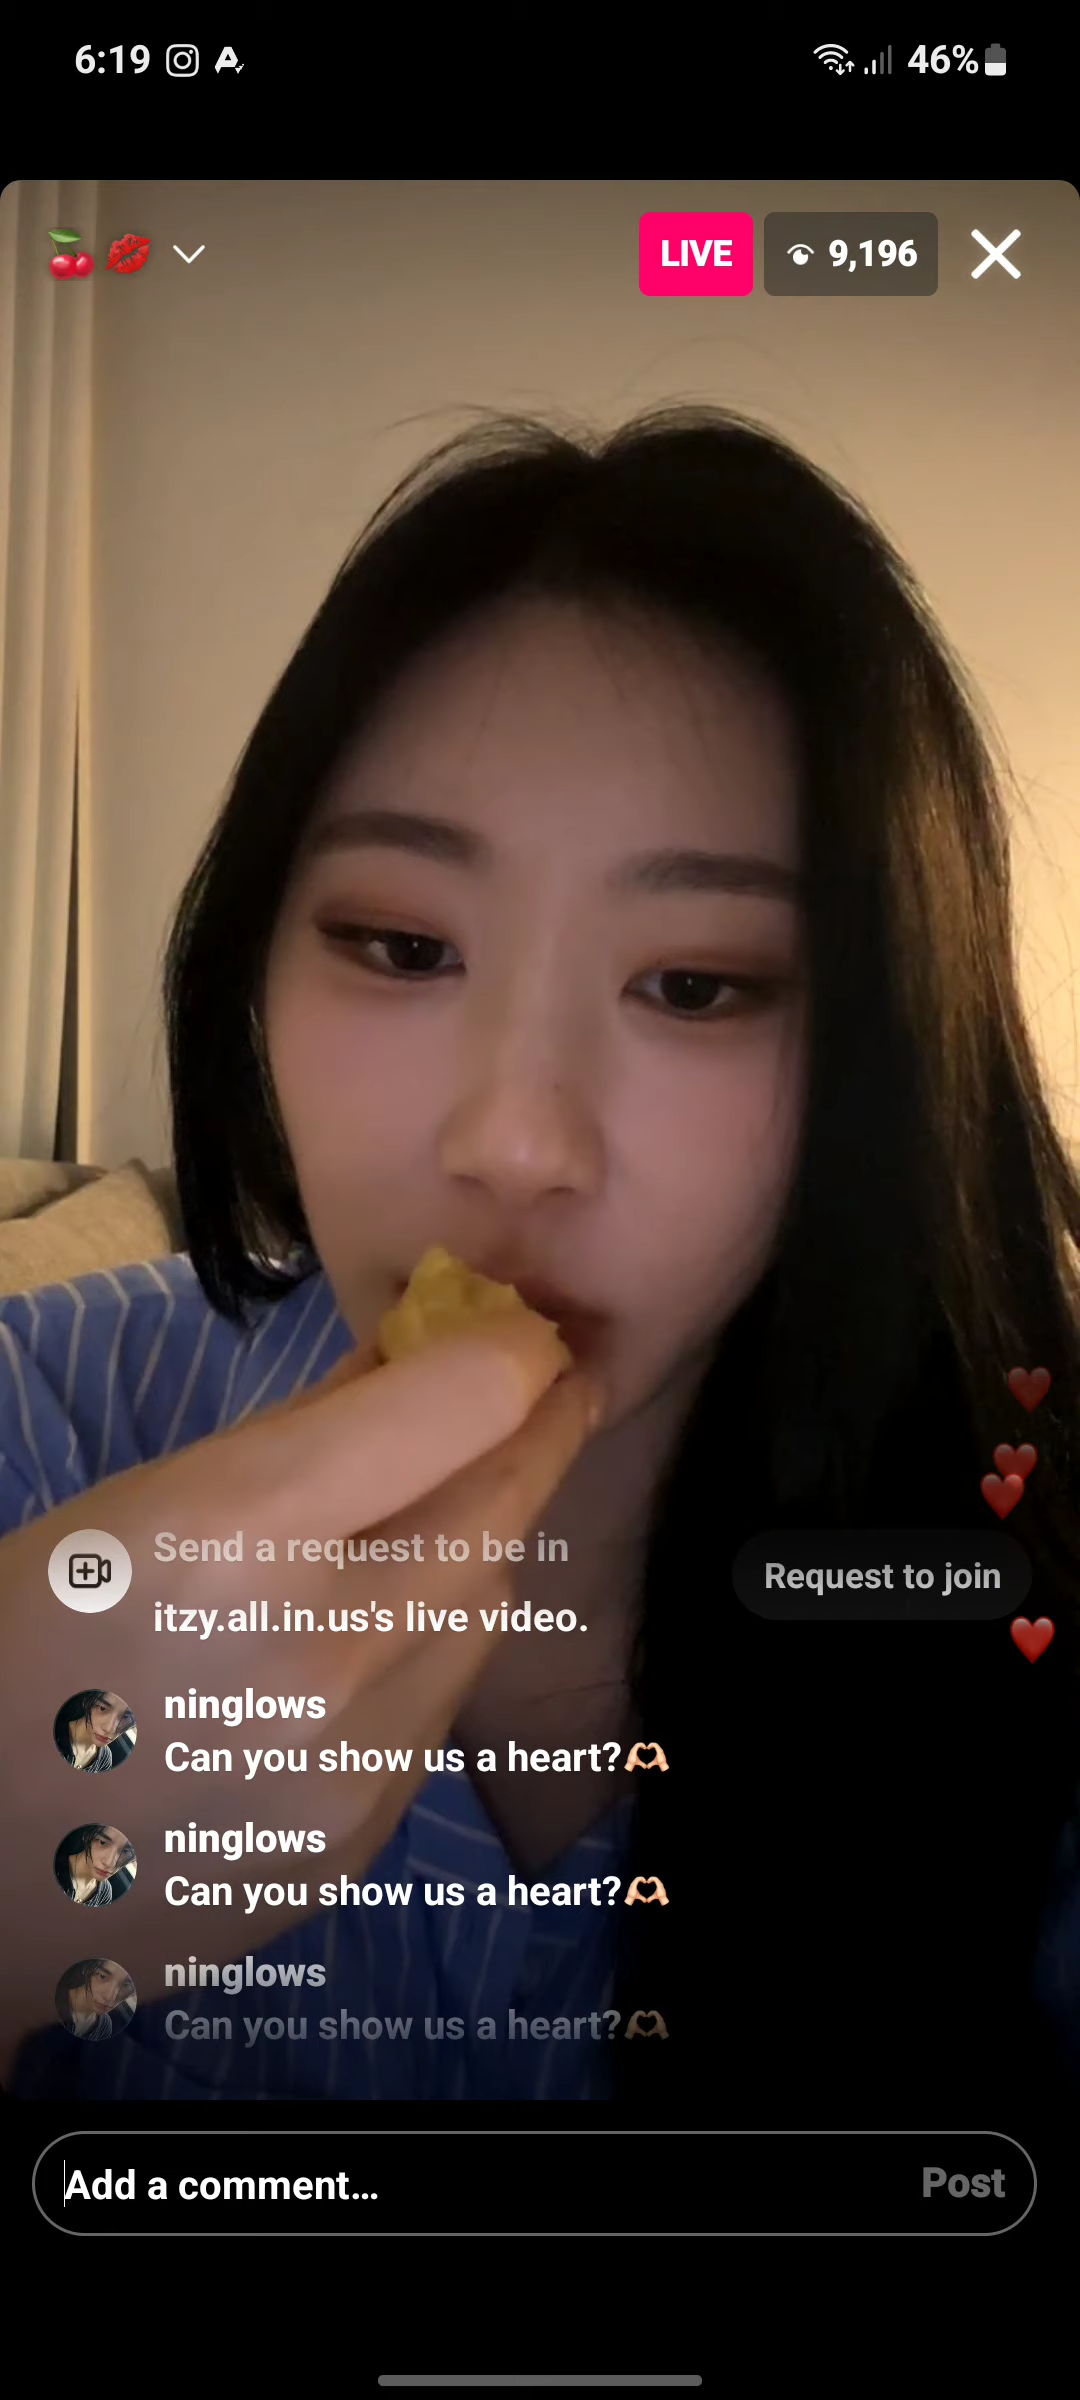 6:19
46%
🍒💋
LIVE
9,196
Send a request to be in
itzy.all.in.us's live video.
Request to join
ninglows
Can you show us a heart?🫶🏻
ninglows
Can you show us a heart?🫶🏻
ninglows
Can you show us a heart?🫶🏻
Add a comment…
Post